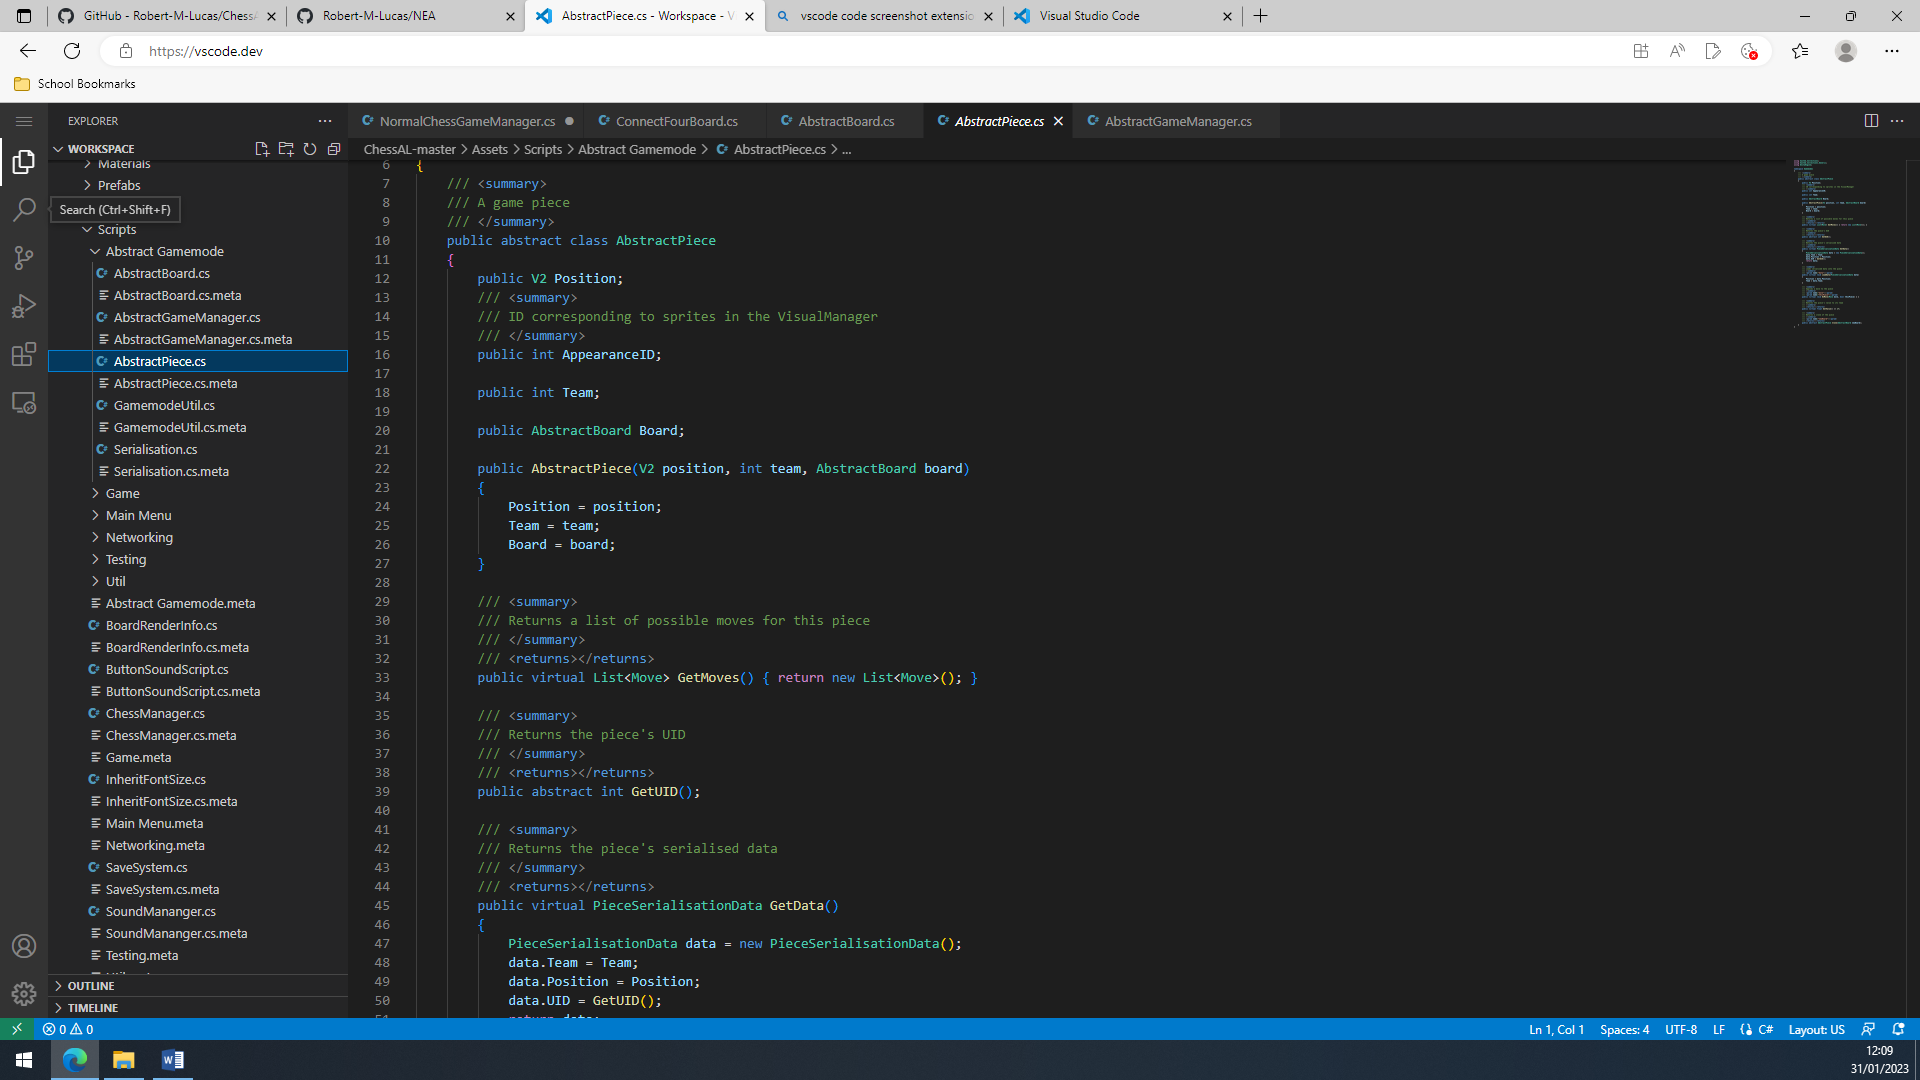 GitHub - Robert-M-Lucas/ChessA
Robert-M-Lucas/NEA
AbstractPiece.cs - Workspace - V
vscode code screenshot extensio
Visual Studio Code
https://vscode.dev
School Bookmarks
EXPLORER
WORKSPACE
Materials
Prefabs
Search (Ctrl+Shift+F)
Scripts
Abstract Gamemode
AbstractBoard.cs
AbstractBoard.cs.meta
AbstractGameManager.cs
AbstractGameManager.cs.meta
AbstractPiece.cs
AbstractPiece.cs.meta
GamemodeUtil.cs
GamemodeUtil.cs.meta
Serialisation.cs
Serialisation.cs.meta
Game
Main Menu
Networking
Testing
Util
Abstract Gamemode.meta
BoardRenderInfo.cs
BoardRenderInfo.cs.meta
ButtonSoundScript.cs
ButtonSoundScript.cs.meta
ChessManager.cs
ChessManager.cs.meta
Game.meta
InheritFontSize.cs
InheritFontSize.cs.meta
Main Menu.meta
Networking.meta
SaveSystem.cs
SaveSystem.cs.meta
SoundMananger.cs
SoundMananger.cs.meta
Testing.meta
OUTLINE
TIMELINE
NormalChessGameManager.cs
ConnectFourBoard.cs
AbstractBoard.cs
AbstractPiece.cs
AbstractGameManager.cs
ChessAL-master > Assets > Scripts > Abstract Gamemode > AbstractPiece.cs > ...
6 {
7 /// <summary>
8 /// A game piece
9 /// </summary>
10 public abstract class AbstractPiece
11 {
12 public V2 Position;
13 /// <summary>
14 /// ID corresponding to sprites in the VisualManager
15 /// </summary>
16 public int AppearanceID;
17
18 public int Team;
19
20 public AbstractBoard Board;
21
22 public AbstractPiece(V2 position, int team, AbstractBoard board)
23 {
24 Position = position;
25 Team = team;
26 Board = board;
27 }
28
29 /// <summary>
30 /// Returns a list of possible moves for this piece
31 /// </summary>
32 /// <returns></returns>
33 public virtual List<Move> GetMoves() { return new List<Move>(); }
34
35 /// <summary>
36 /// Returns the piece's UID
37 /// </summary>
38 /// <returns></returns>
39 public abstract int GetUID();
40
41 /// <summary>
42 /// Returns the piece's serialised data
43 /// </summary>
44 /// <returns></returns>
45 public virtual PieceSerialisationData GetData()
46 {
47 PieceSerialisationData data = new PieceSerialisationData();
48 data.Team = Team;
49 data.Position = Position;
50 data.UID = GetUID();
0 0
Ln 1, Col 1
Spaces: 4
UTF-8
LF
C#
Layout: US
12:09
31/01/2023